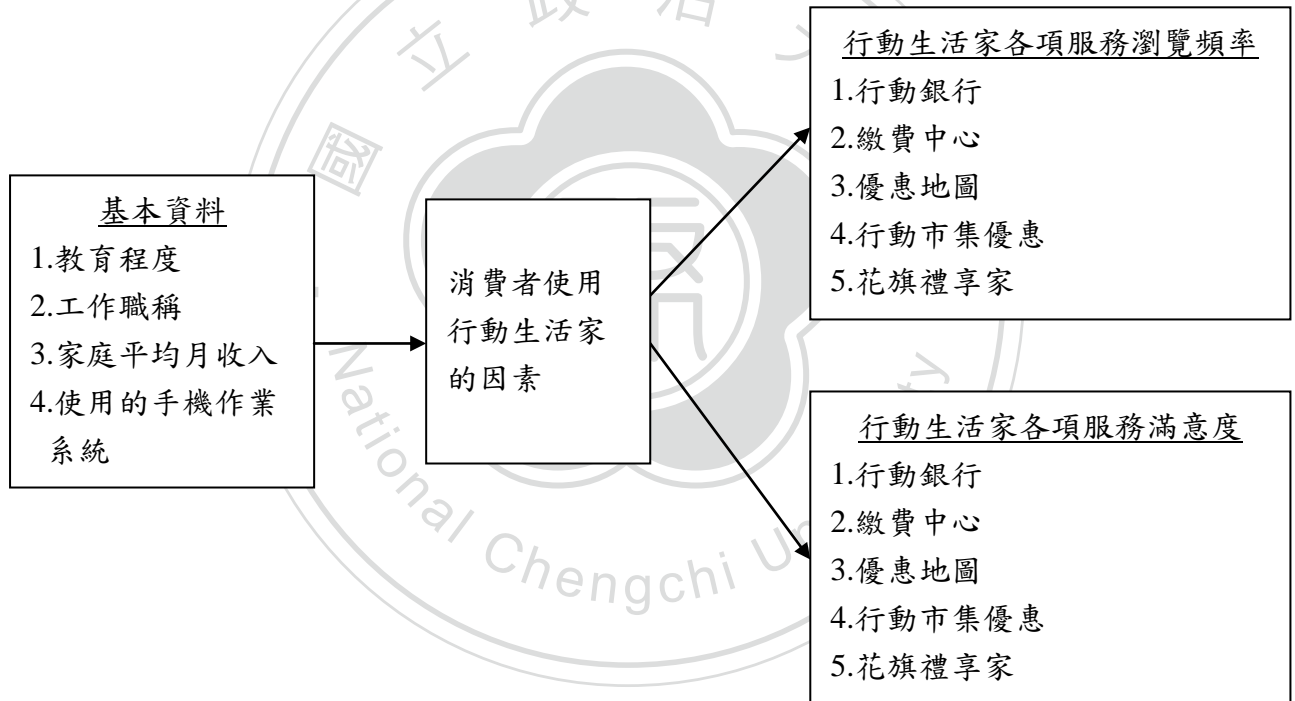 國立政治大
基本資料
1.教育程度
2.工作職稱
3.家庭平均月收入
4.使用的手機作業
系統
消費者使用
行動生活家
的因素
行動生活家各項服務瀏覽頻率
1.行動銀行
2.繳費中心
3.優惠地圖
4.行動市集優惠
5.花旗禮享家
行動生活家各項服務滿意度
1.行動銀行
2.繳費中心
3.優惠地圖
4.行動市集優惠
5.花旗禮享家
National Chengchi Un